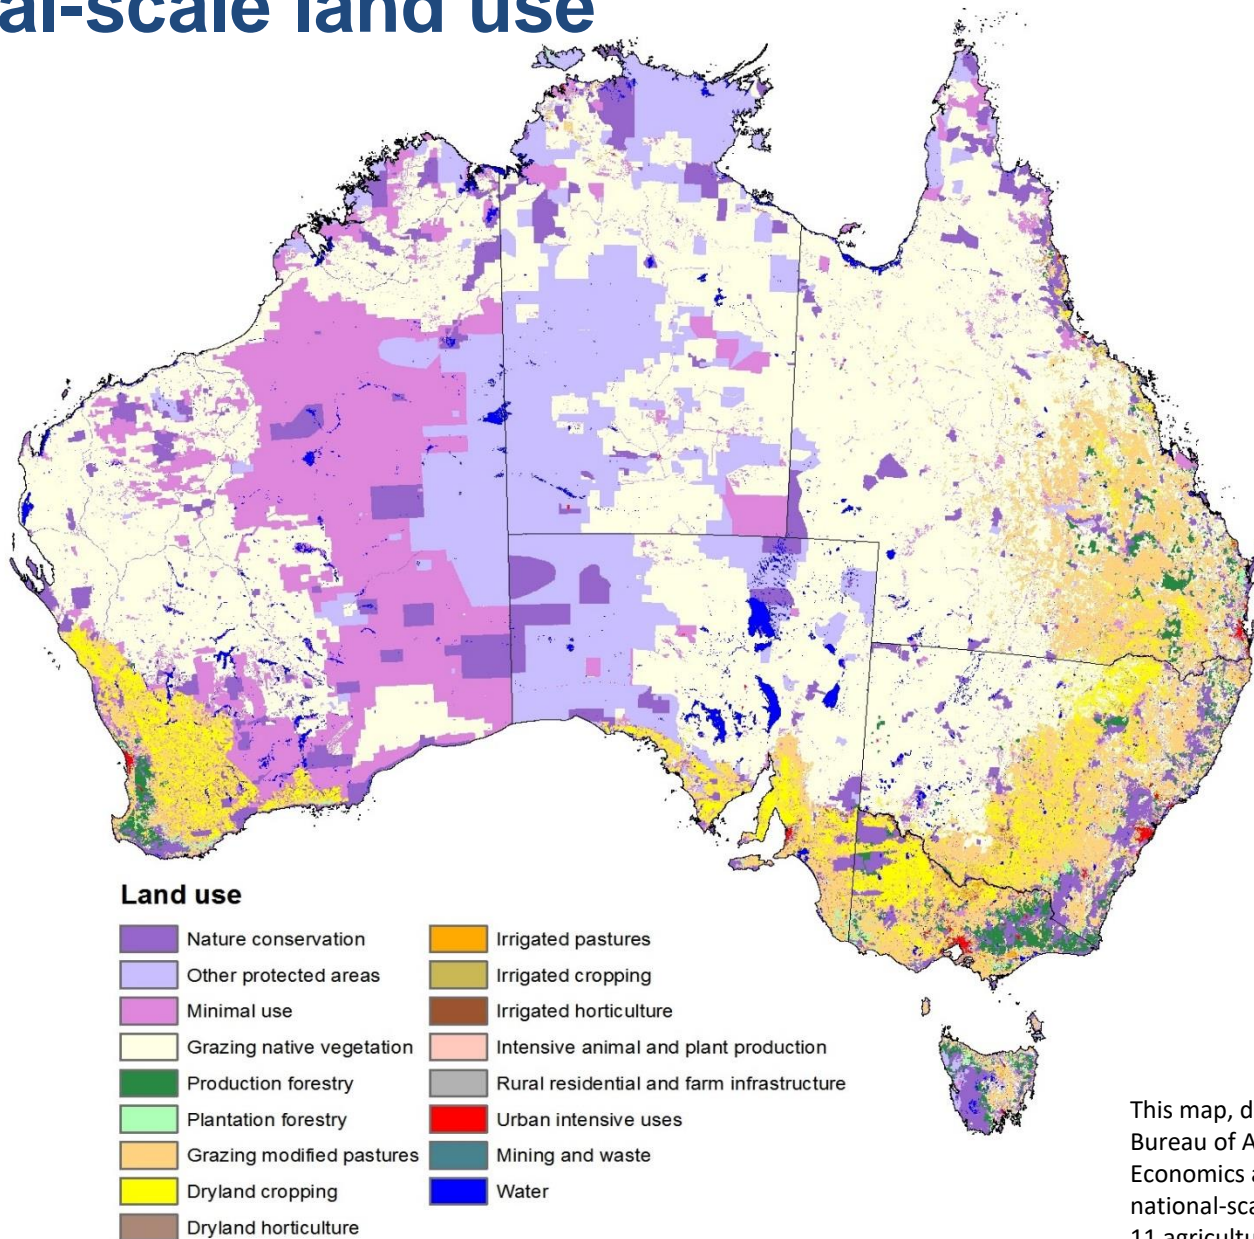 al-scale land use
Land use
Nature conservation
Other protected areas
Minimal use
Grazing native vegetation
Production forestry
Plantation forestry
Grazing modified pastures
Dryland cropping
Dryland horticulture
Irrigated pastures
Irrigated cropping
Irrigated horticulture
Intensive animal and plant production
Rural residential and farm infrastructure
Urban intensive uses
Mining and waste
Water
This map, d
Bureau of A
Economics a
national-sca
11 agricultu